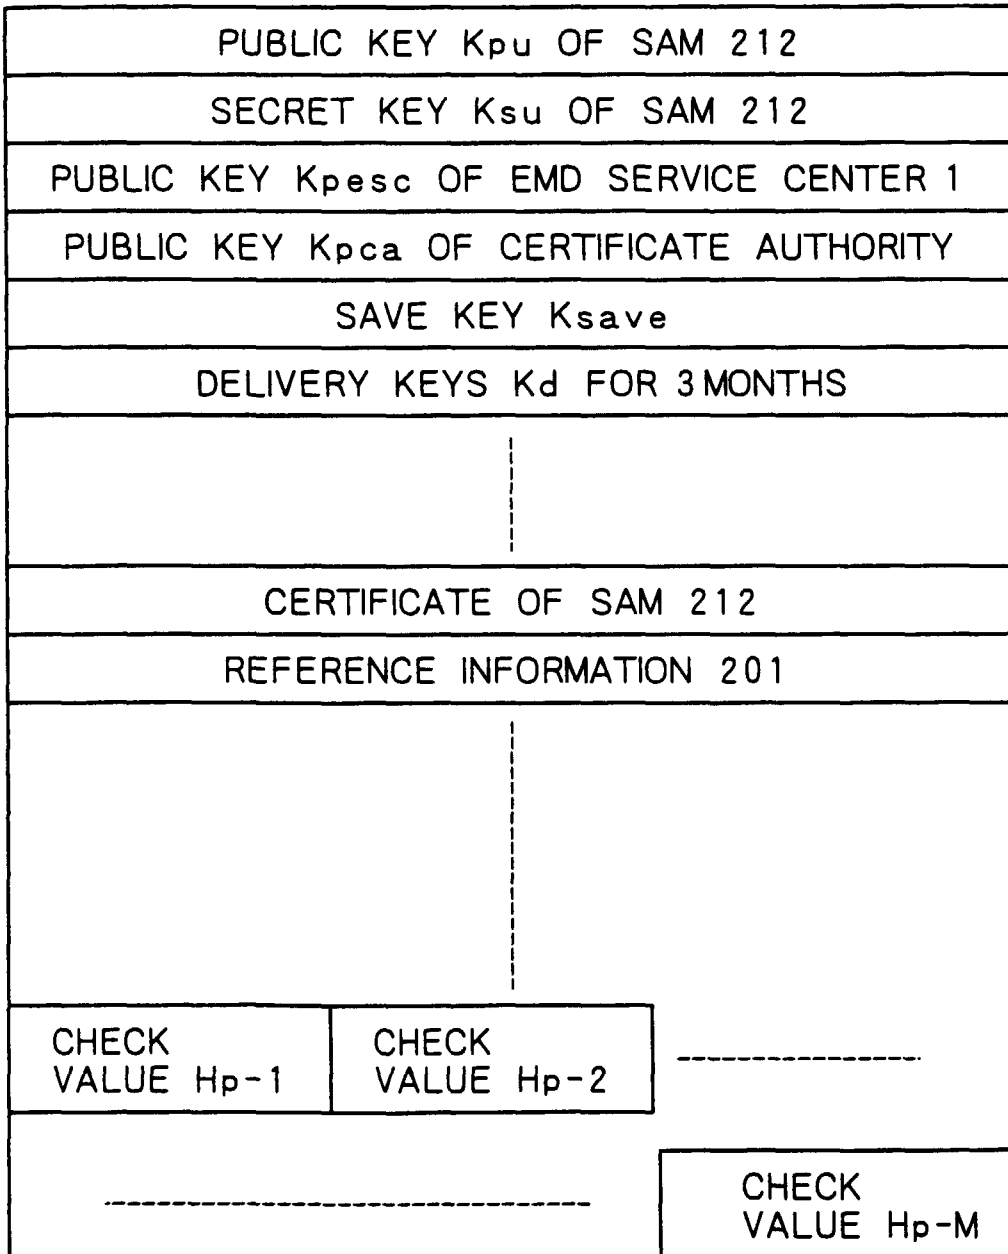 PUBLIC KEY Kpu OF SAM 212
SECRET KEY Ksu OF SAM 212
PUBLIC KEY Kpesc OF EMD SERVICE CENTER 1
PUBLIC KEY Kpca OF CERTIFICATE AUTHORITY
SAVE KEY Ksave
DELIVERY KEYS Kd FOR 3 MONTHS
CERTIFICATE OF SAM 212
REFERENCE INFORMATION 201
CHECK
VALUE Hp-1
CHECK
VALUE Hp-2
CHECK
VALUE Hp-M